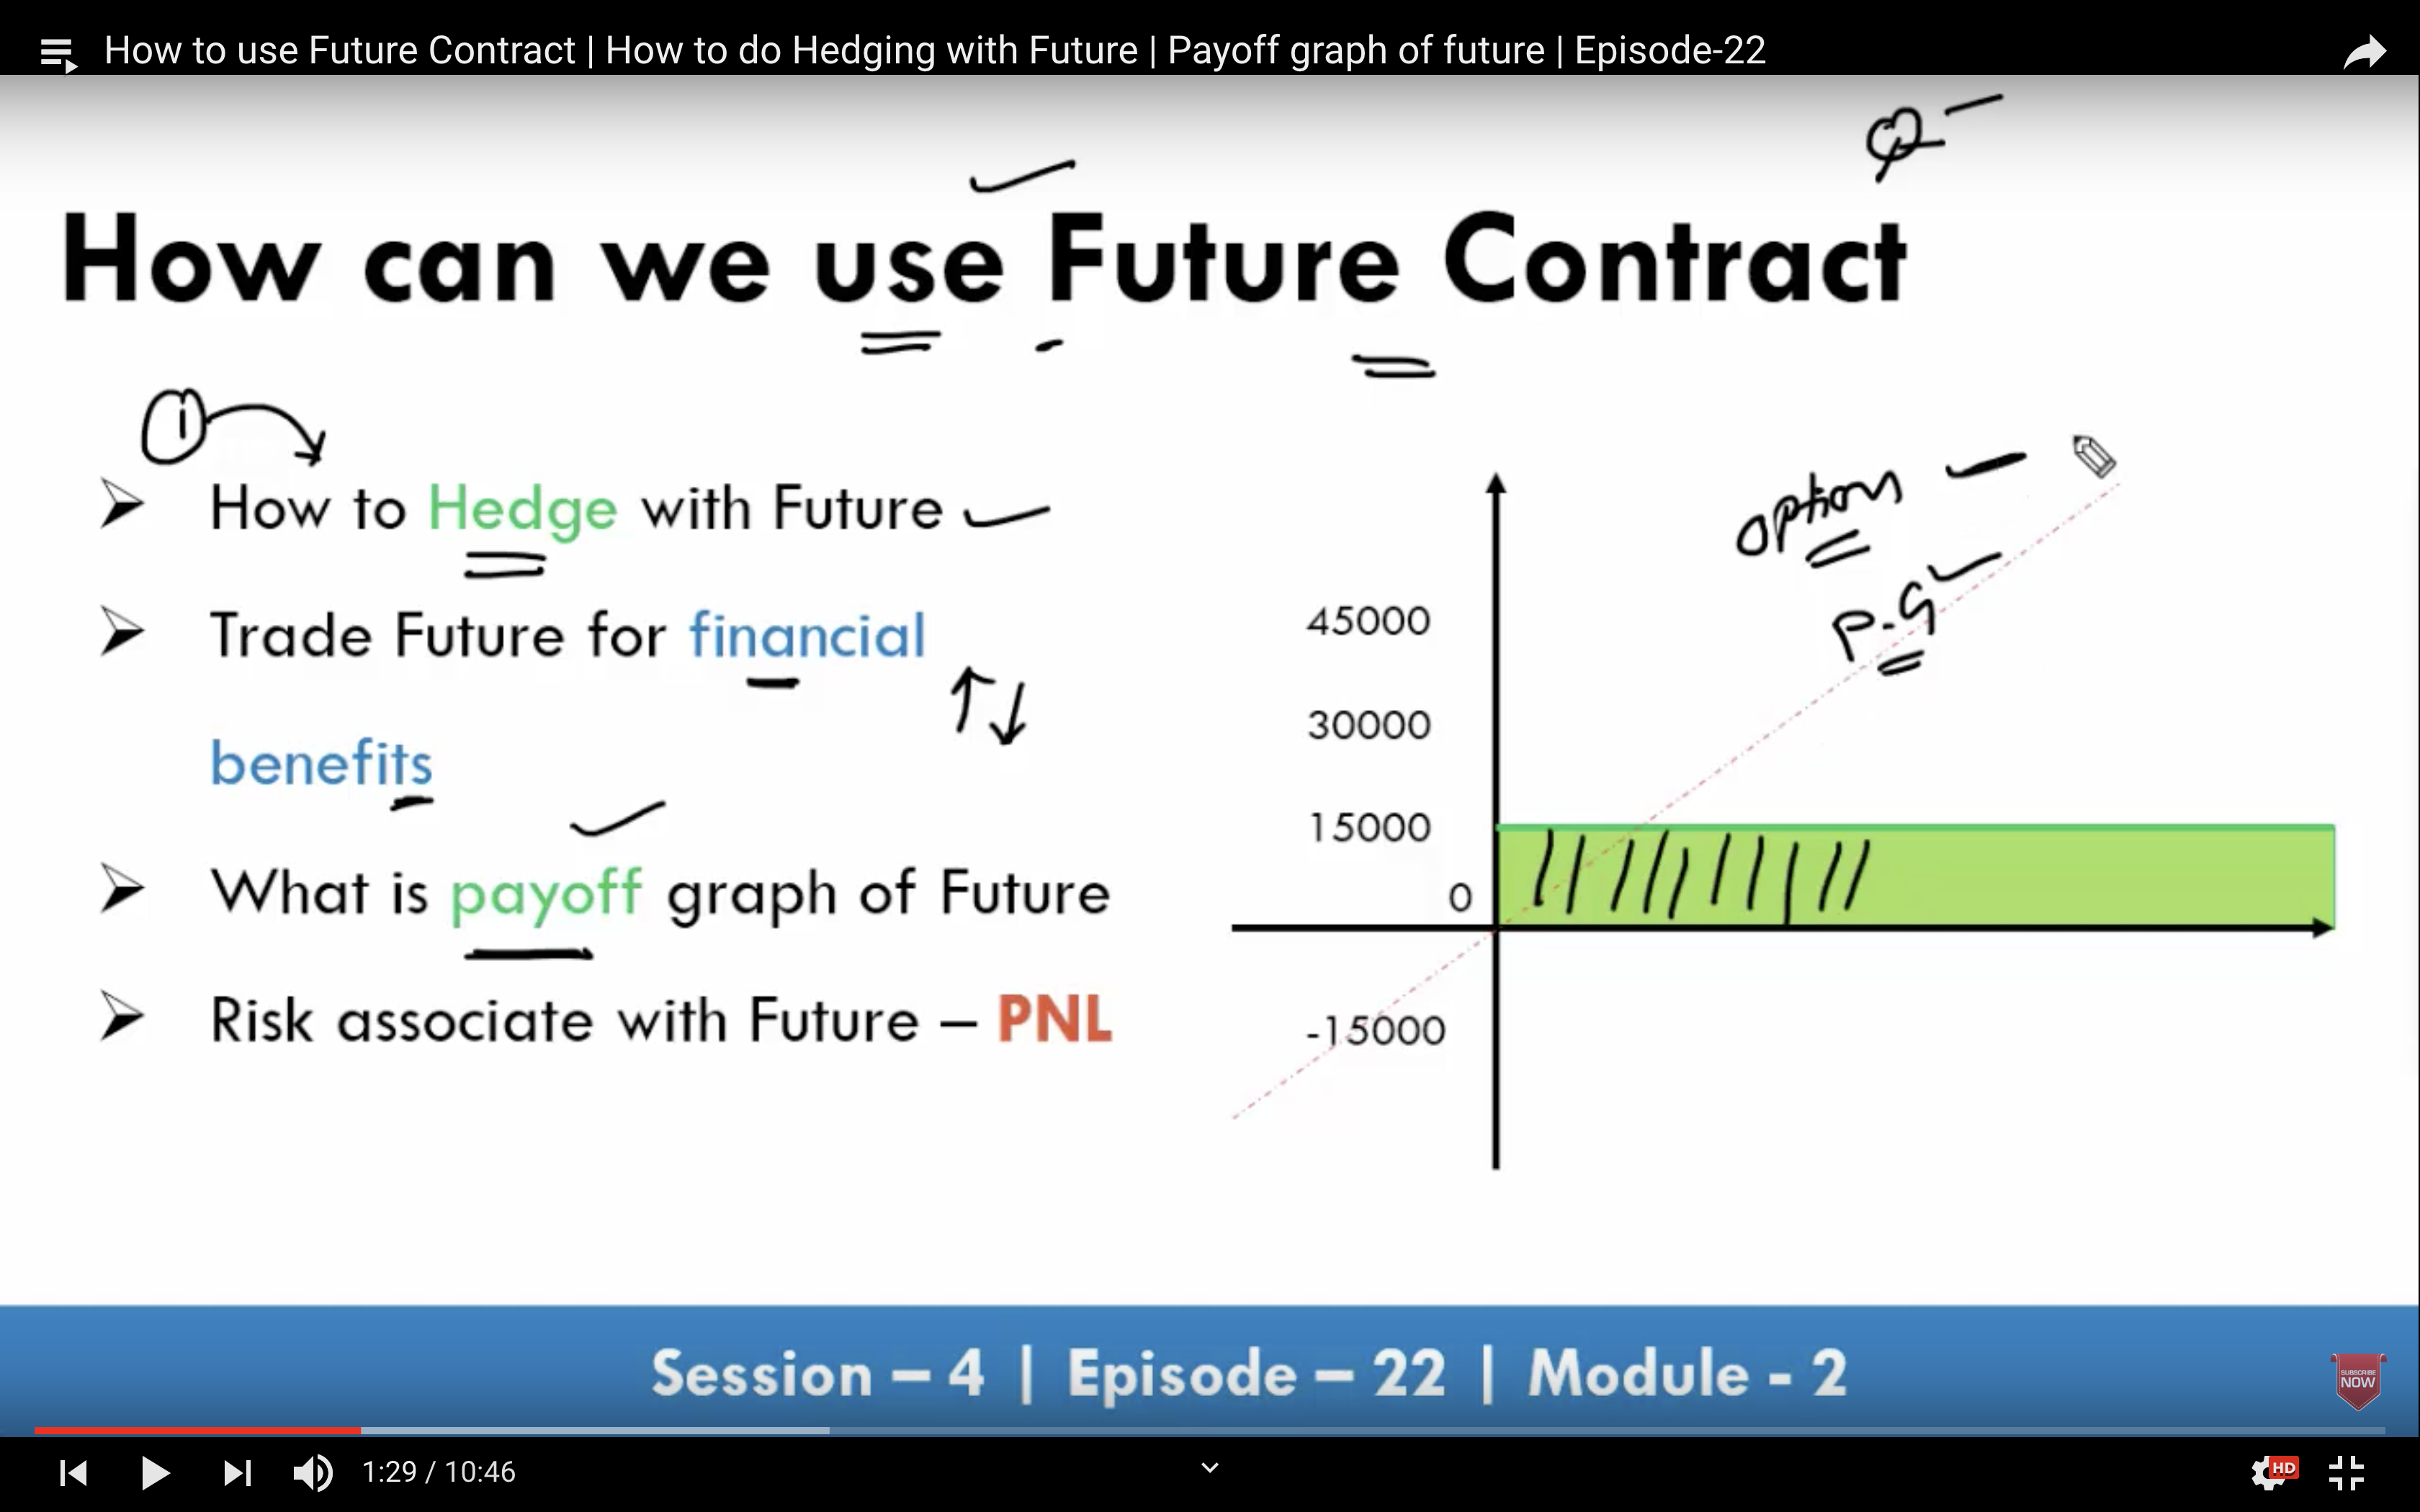 How to use Future Contract | How to do Hedging with Future | Payoff graph of future | Episode-22
How can we use Future Contract
1
How to Hedge with Future
Trade Future for financial
benefits
What is payoff graph of Future
Risk associate with Future – PNL
option
P-G
45000
30000
15000
0
-15000
Session – 4 | Episode – 22 | Module - 2
SUBSCRIBE
NOW
1:29 / 10:46
HD